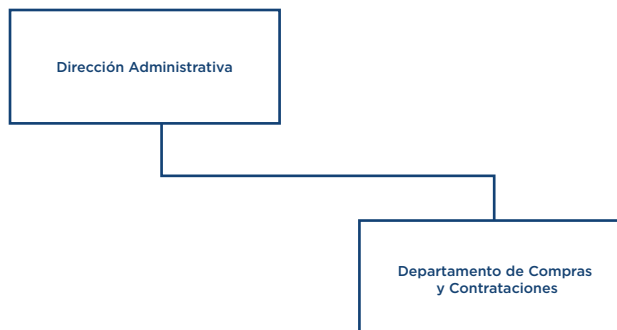 Dirección Administrativa
Departamento de Compras
y Contrataciones